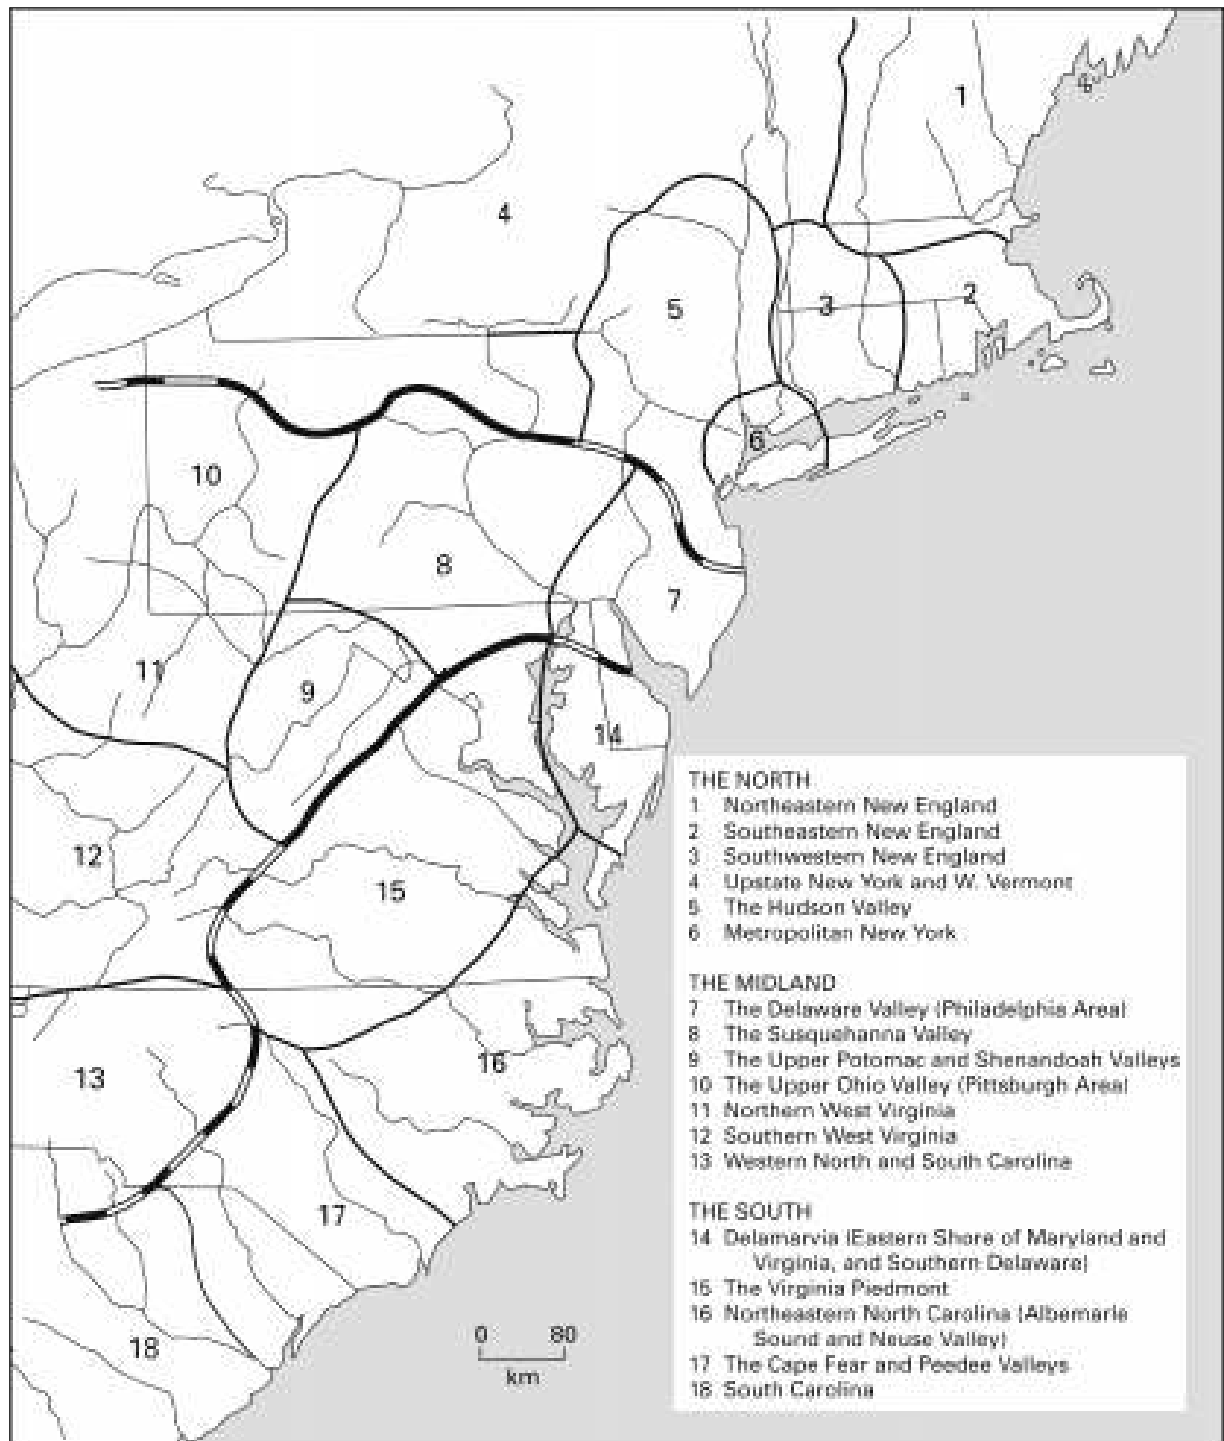 1
4
5
3
2
6
10
8
7
11
9
14
12
15
13
16
17
18
0 80
km
THE NORTH
1 Northeastern New England
2 Southeastern New England
3 Southwestern New England
4 Upstate New York and W. Vermont
5 The Hudson Valley
6 Metropolitan New York
THE MIDLAND
7 The Delaware Valley (Philadelphia Area)
8 The Susquehanna Valley
9 The Upper Potomac and Shenandoah Valleys
10 The Upper Ohio Valley (Pittsburgh Area)
11 Northern West Virginia
12 Southern West Virginia
13 Western North and South Carolina
THE SOUTH
14 Delamarvia (Eastern Shore of Maryland and
Virginia, and Southern Delaware)
15 The Virginia Piedmont
16 Northeastern North Carolina (Albemarle
Sound and Neuse Valley)
17 The Cape Fear and Peedee Valleys
18 South Carolina